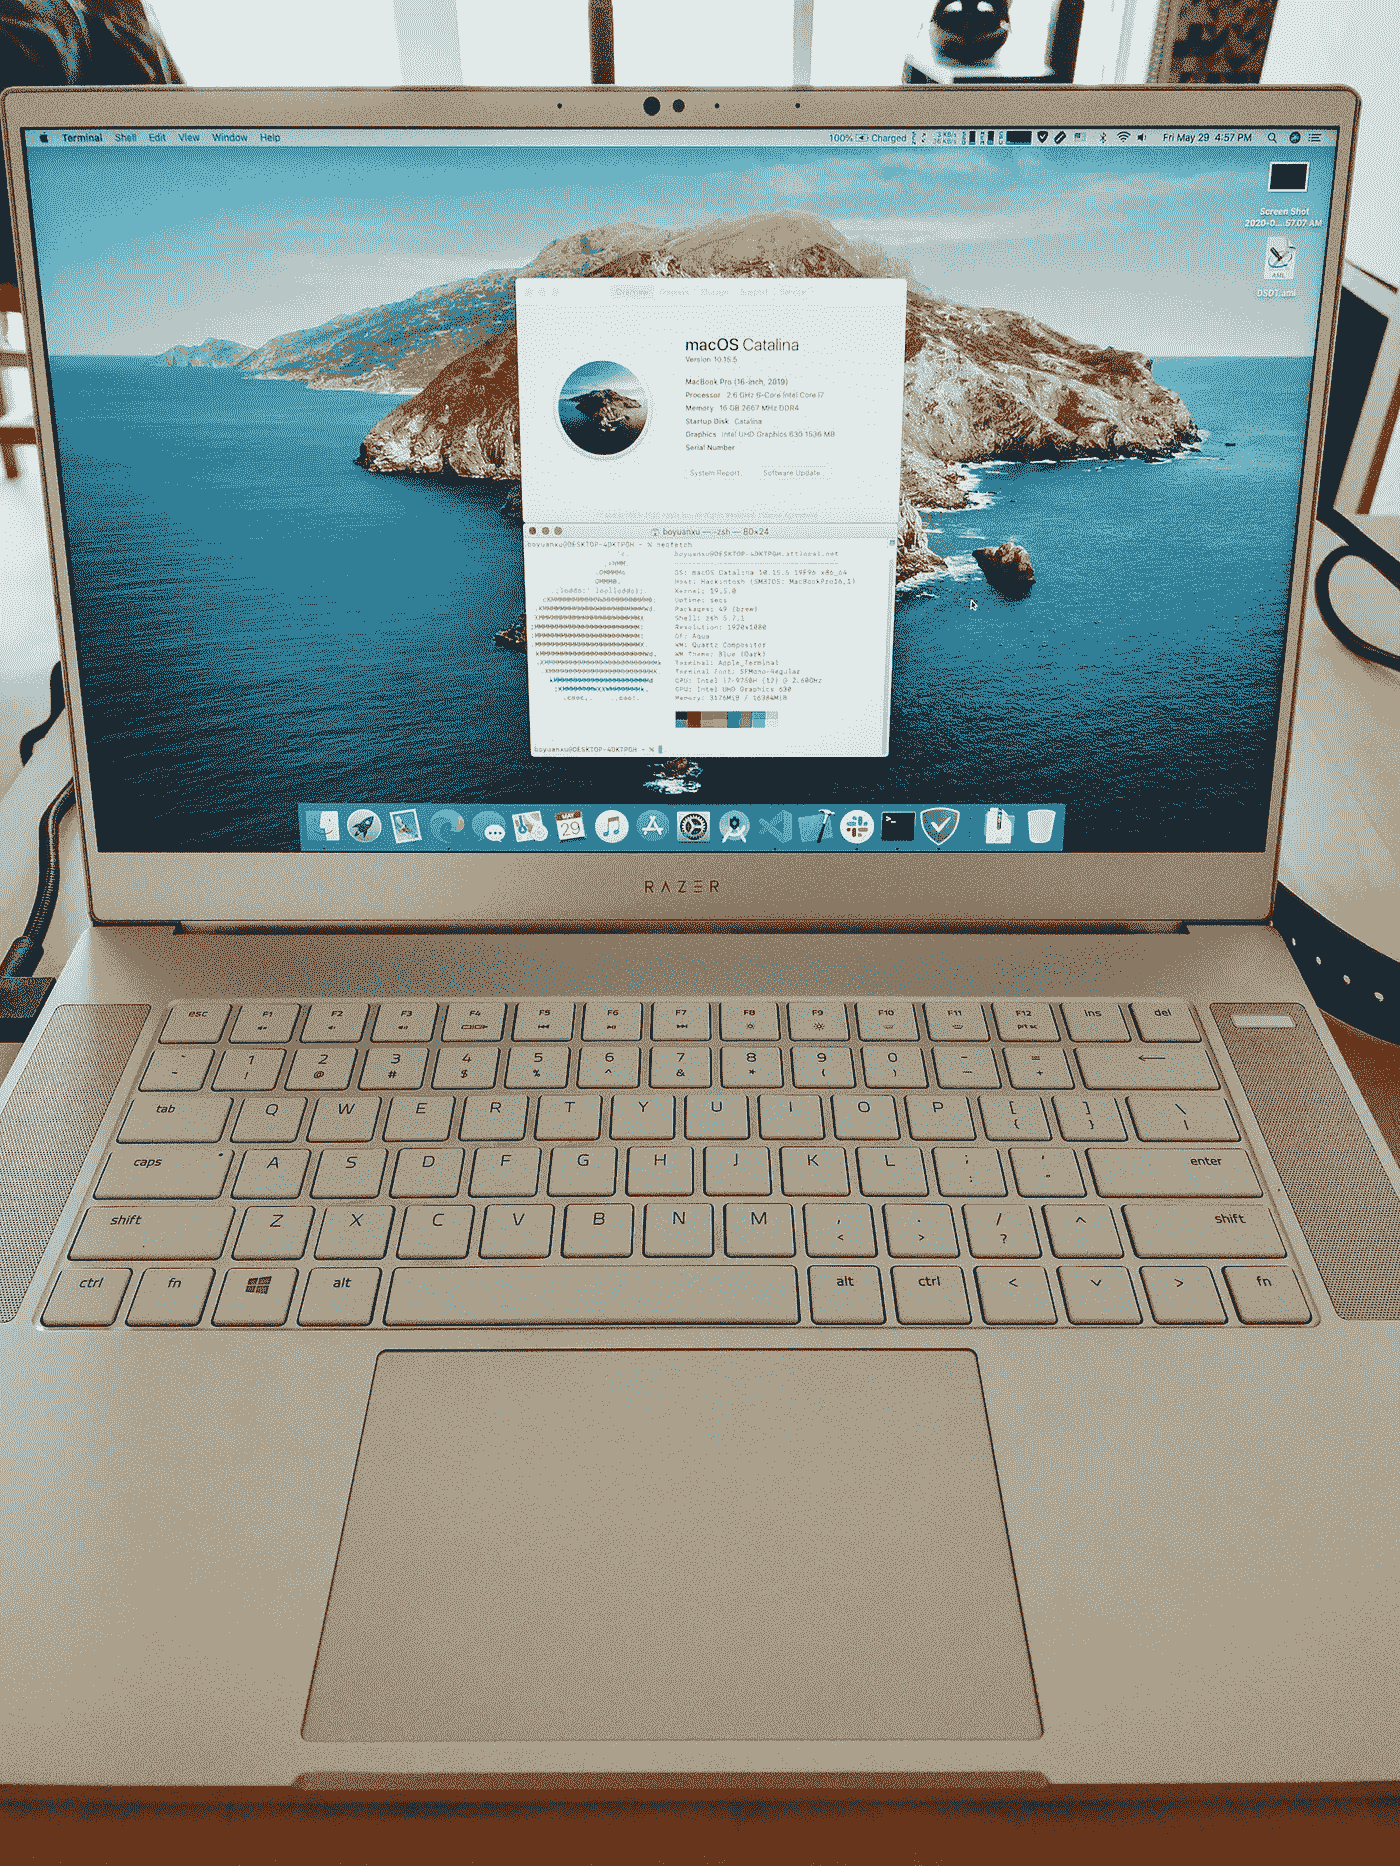 Terminal Shell Edit View Window Help 100% Charged 3 KB/s Fri May 29 4:57 PM
Screen Shot
2020-0....57.07 AM
AML
DSDT.aml
Overview Displays Storage Support Service
macOS Catalina
Version 10.15.5
MacBook Pro (16-inch, 2019)
Processor 2.6 GHz 6-Core Intel Core i7
Memory 16 GB 2667 MHz DDR4
Startup Disk Catalina
Graphics Intel UHD Graphics 630 1536 MB
Serial Number
System Report... Software Update...
boyuanxu — -zsh — 80×24
boyuanxu@DESKTOP-4DKTPGH ~ % neofetch
boyuanxu@DESKTOP-4DKTPGH.attlocal.net
OS: macOS Catalina 10.15.5 19F96 x86_64
Host: Hackintosh (SMBIOS: MacBookPro16,1)
Kernel: 19.5.0
Uptime: secs
Packages: 49 (brew)
Shell: zsh 5.7.1
Resolution: 1920x1080
DE: Aqua
WM: Quartz Compositor
WM Theme: Blue (Dark)
Terminal: Apple_Terminal
Terminal Font: SFMono-Regular
CPU: Intel i7-9750H (12) @ 2.60GHz
GPU: Intel UHD Graphics 630
Memory: 3176MiB / 16384MiB
boyuanxu@DESKTOP-4DKTPGH ~ %
MAY
29
RAZER
esc F1 F2 F3 F4 F5 F6 F7 F8 F9 F10 F11 F12 prt sc ins del
` 1 2 3 4 5 6 7 8 9 0 - =
~ ! @ # $ % ^ & * ( ) _ +
tab Q W E R T Y U I O P [ ] \
{ } |
caps A S D F G H J K L ; ' enter
: "
shift Z X C V B N M , . / ^ shift
< > ?
ctrl fn alt alt ctrl < v > fn